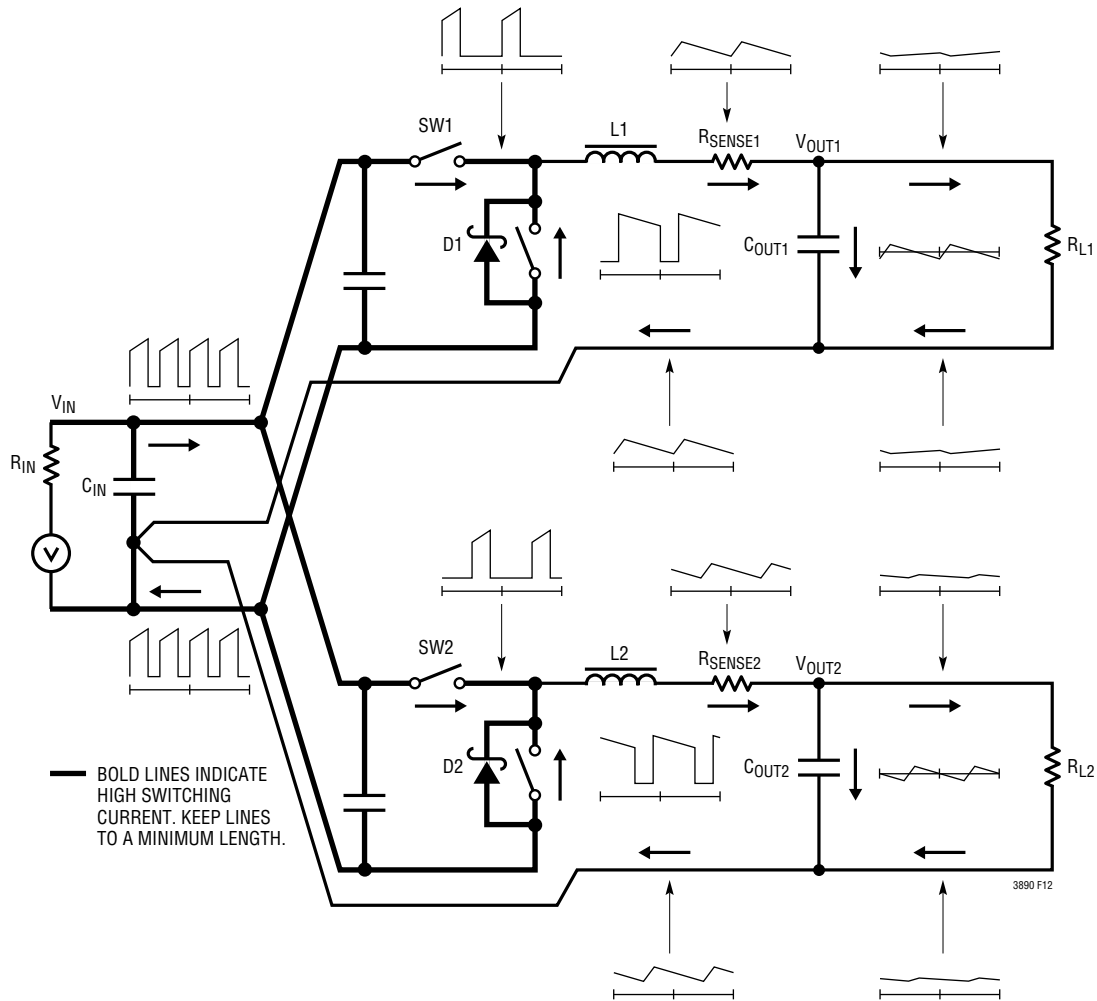 SW1
L1
RSENSE1
VOUT1
D1
COUT1
RL1
VIN
RIN
CIN
V
SW2
L2
RSENSE2
VOUT2
D2
COUT2
RL2
BOLD LINES INDICATE
HIGH SWITCHING
CURRENT. KEEP LINES
TO A MINIMUM LENGTH.
3890 F12